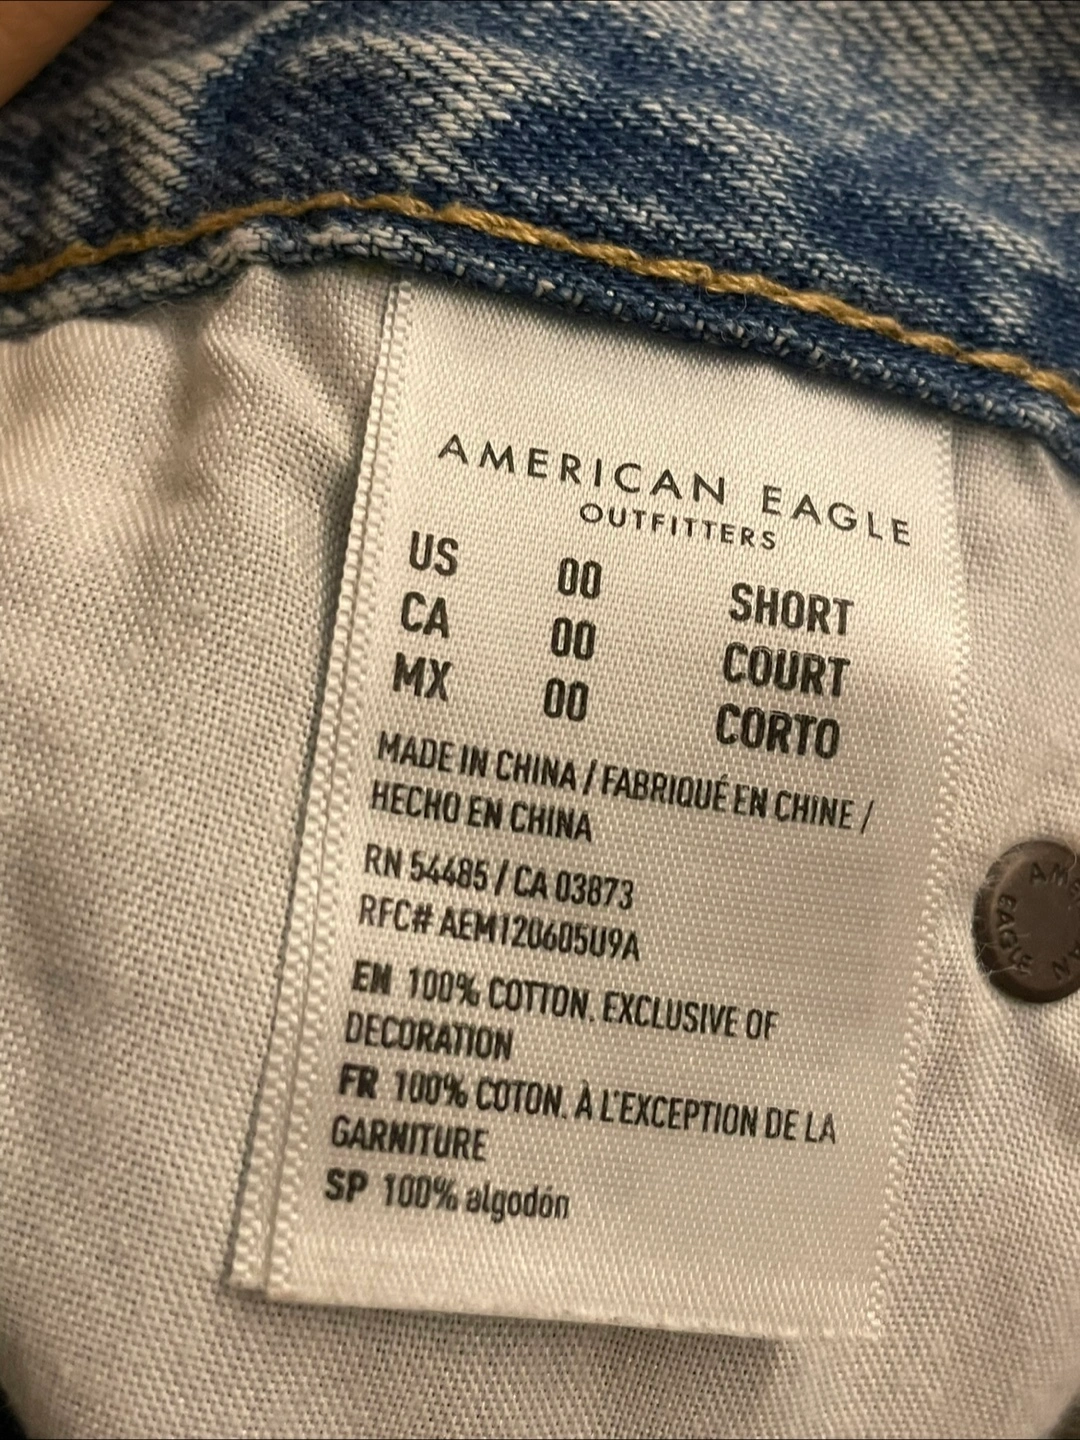 AMERICAN EAGLE
OUTFITTERS
US 00 SHORT
CA 00 COURT
MX 00 CORTO
MADE IN CHINA / FABRIQUÉ EN CHINE /
HECHO EN CHINA
RN 54485 / CA 03873
RFC# AEM120605U9A
EN 100% COTTON. EXCLUSIVE OF
DECORATION
FR 100% COTON. À L'EXCEPTION DE LA
GARNITURE
SP 100% algodón
EAGLE